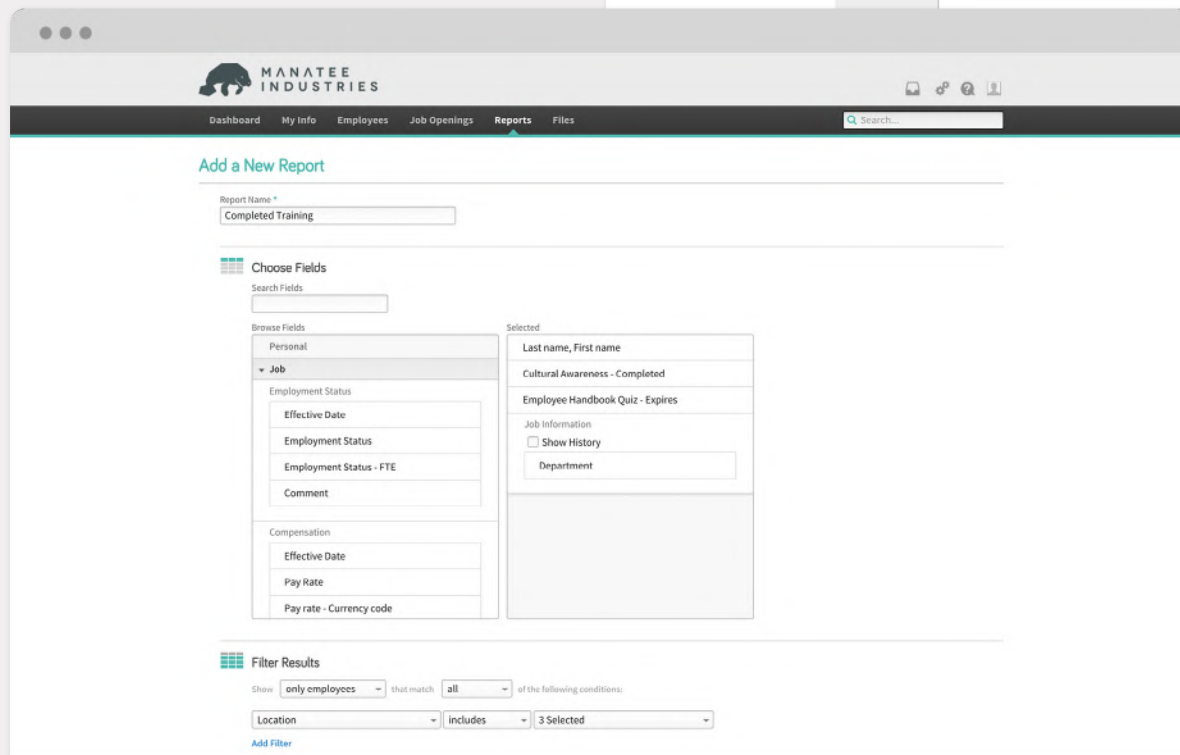 MANATEE
INDUSTRIES
Dashboard My Info Employees Job Openings Reports Files Search...
Add a New Report
Report Name *
Completed Training
Choose Fields
Search Fields
Browse Fields Selected
Personal Last name, First name
Job Cultural Awareness - Completed
Employment Status Employee Handbook Quiz - Expires
Effective Date Job Information
Employment Status Show History
Employment Status - FTE Department
Comment
Compensation
Effective Date
Pay Rate
Pay rate - Currency code
Filter Results
Show only employees that match all of the following conditions:
Location includes 3 Selected
Add Filter